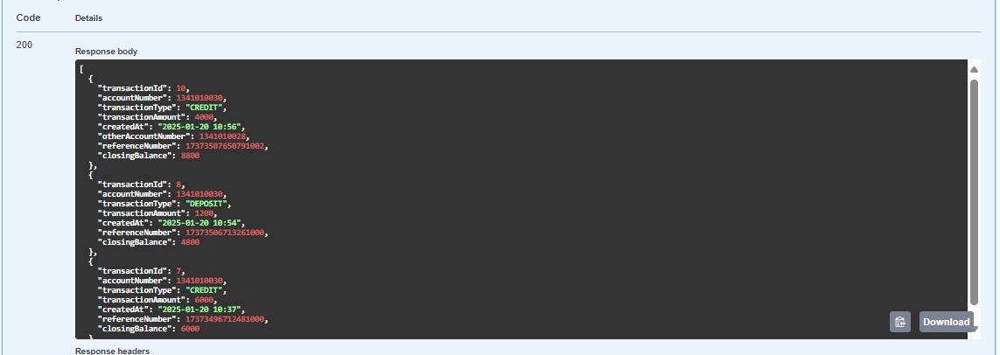 Code Details
200
Response body
[
{
"transactionId": 10,
"accountNumber": 1341010030,
"transactionType": "CREDIT",
"transactionAmount": 4000,
"createdAt": "2025-01-20 10:56",
"otherAccountNumber": 1341010028,
"referenceNumber": 17373507650791002,
"closingBalance": 8800
},
{
"transactionId": 8,
"accountNumber": 1341010030,
"transactionType": "DEPOSIT",
"transactionAmount": 1200,
"createdAt": "2025-01-20 10:54",
"referenceNumber": 17373506713261000,
"closingBalance": 4800
},
{
"transactionId": 7,
"accountNumber": 1341010030,
"transactionType": "CREDIT",
"transactionAmount": 6000,
"createdAt": "2025-01-20 10:37",
"referenceNumber": 17373496712481000,
"closingBalance": 6000
}
Download
Response headers